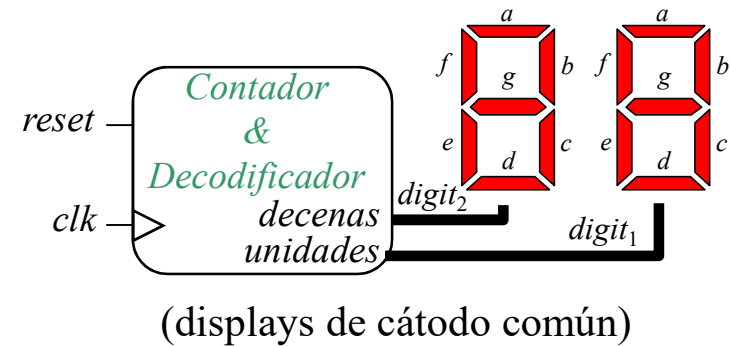 a a
f b f b
g g
Contador
&
Decodificador
reset
e c e c
d d
clk
decenas digit₂
unidades digit₁
(displays de cátodo común)